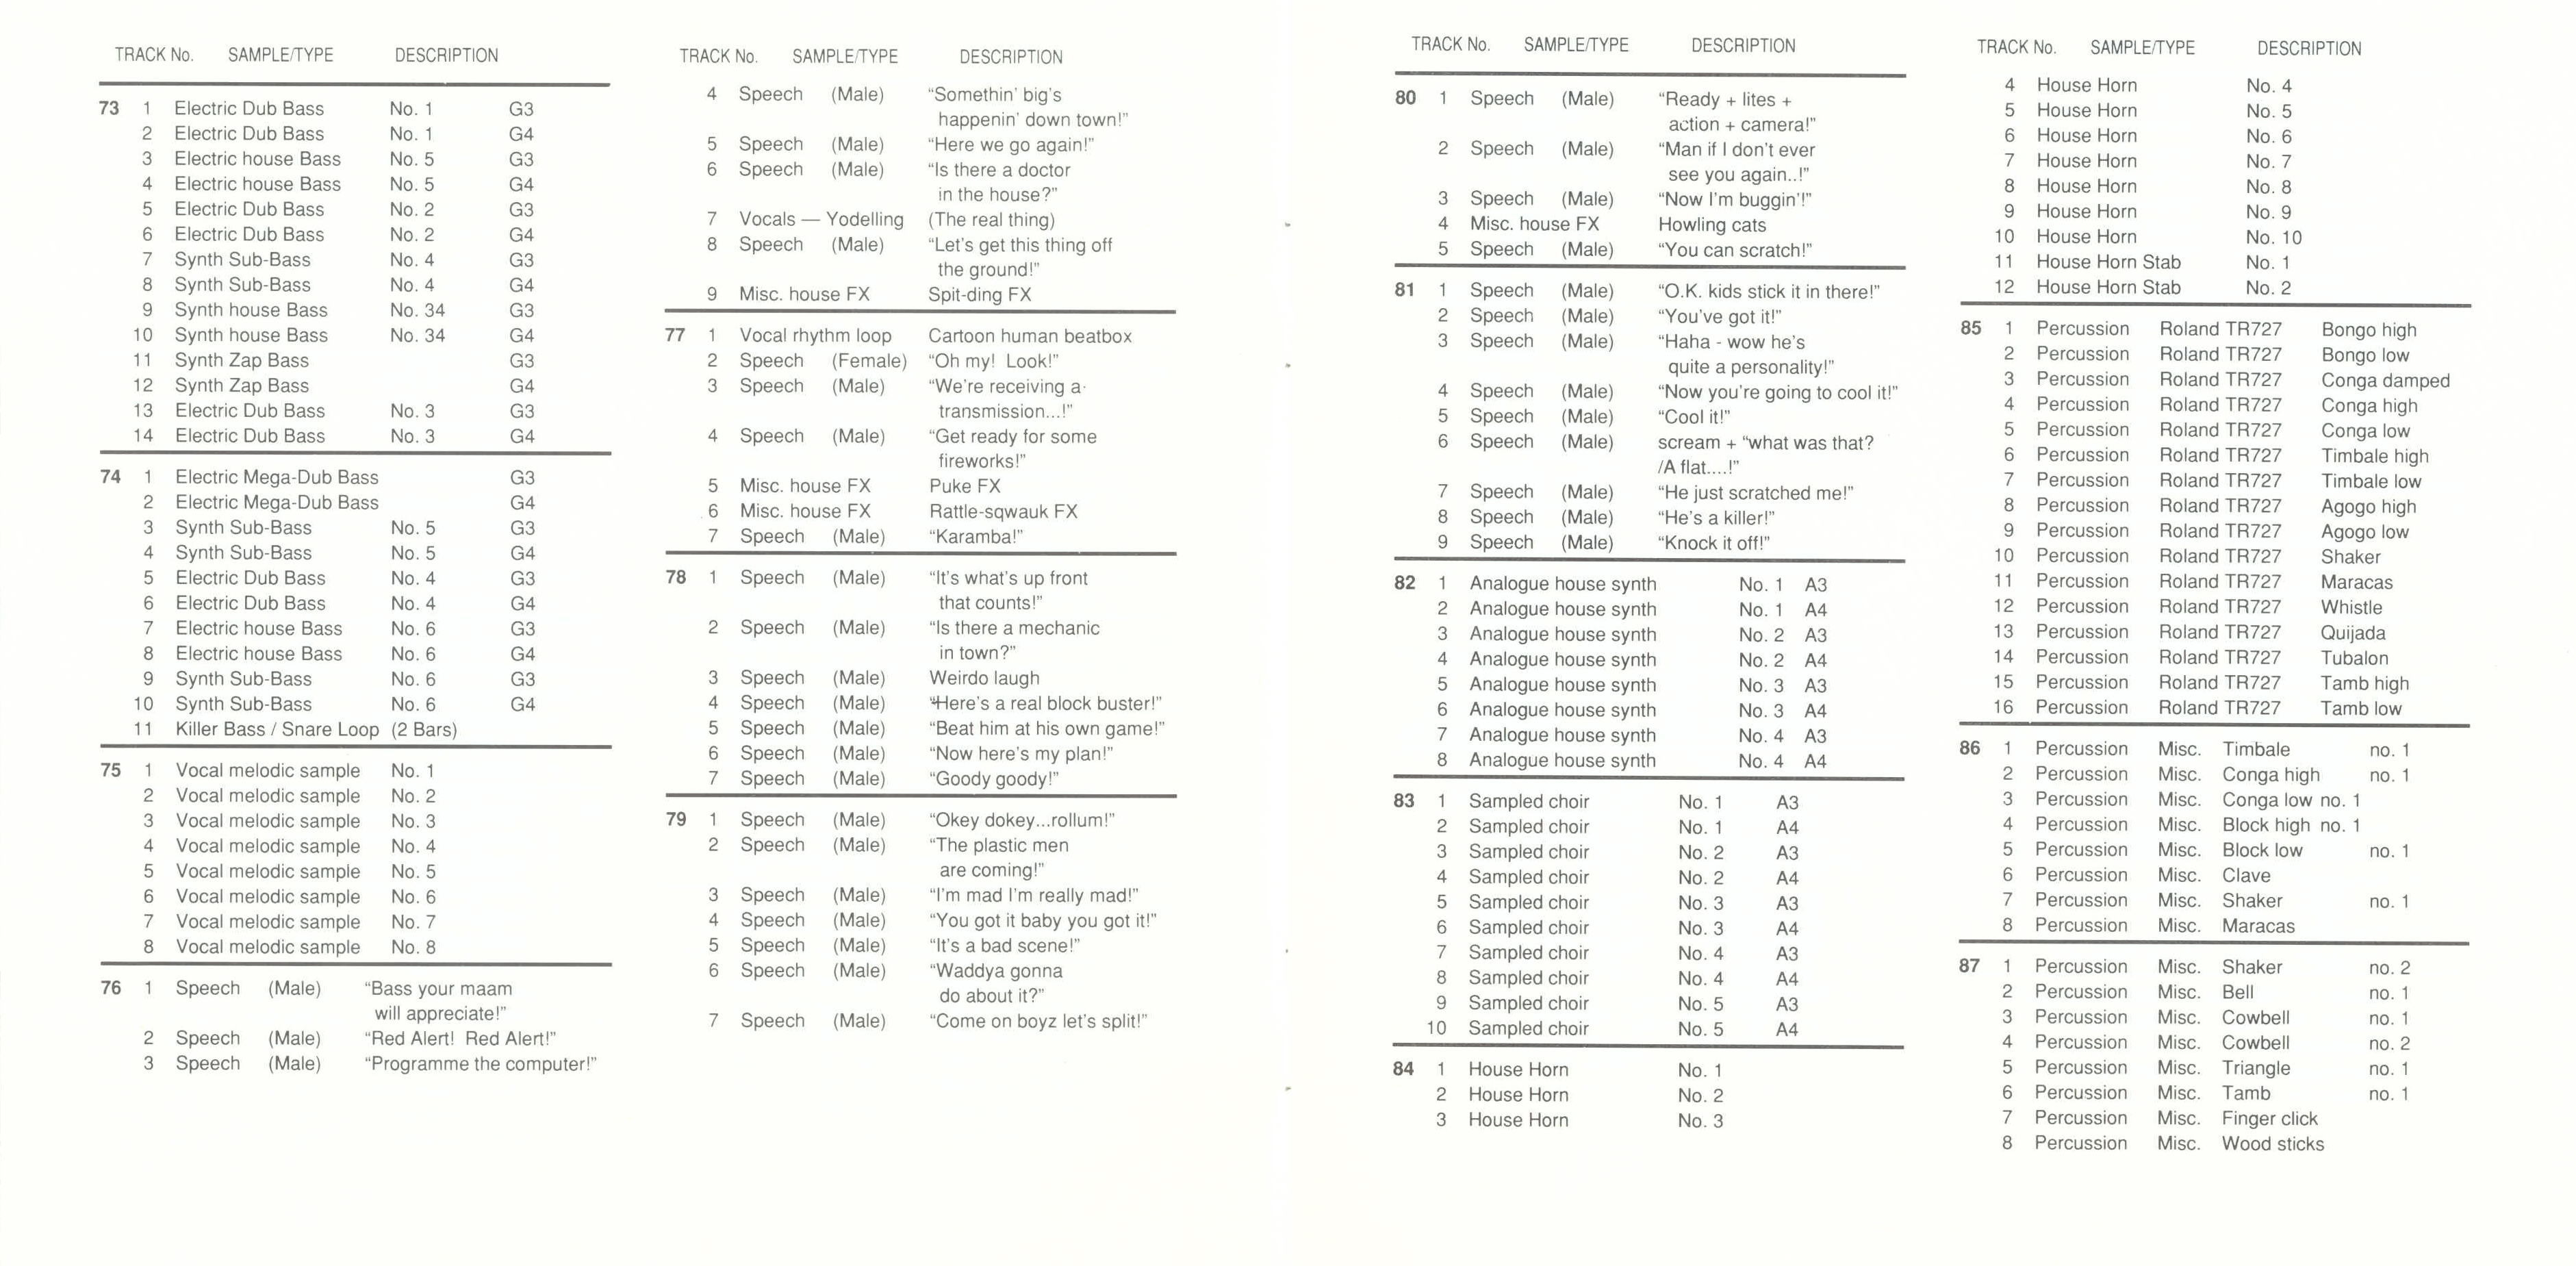 TRACK No. SAMPLE/TYPE DESCRIPTION
73 1 Electric Dub Bass No. 1 G3
2 Electric Dub Bass No. 1 G4
3 Electric house Bass No. 5 G3
4 Electric house Bass No. 5 G4
5 Electric Dub Bass No. 2 G3
6 Electric Dub Bass No. 2 G4
7 Synth Sub-Bass No. 4 G3
8 Synth Sub-Bass No. 4 G4
9 Synth house Bass No. 34 G3
10 Synth house Bass No. 34 G4
11 Synth Zap Bass G3
12 Synth Zap Bass G4
13 Electric Dub Bass No. 3 G3
14 Electric Dub Bass No. 3 G4
74 1 Electric Mega-Dub Bass G3
2 Electric Mega-Dub Bass G4
3 Synth Sub-Bass No. 5 G3
4 Synth Sub-Bass No. 5 G4
5 Electric Dub Bass No. 4 G3
6 Electric Dub Bass No. 4 G4
7 Electric house Bass No. 6 G3
8 Electric house Bass No. 6 G4
9 Synth Sub-Bass No. 6 G3
10 Synth Sub-Bass No. 6 G4
11 Killer Bass / Snare Loop (2 Bars)
75 1 Vocal melodic sample No. 1
2 Vocal melodic sample No. 2
3 Vocal melodic sample No. 3
4 Vocal melodic sample No. 4
5 Vocal melodic sample No. 5
6 Vocal melodic sample No. 6
7 Vocal melodic sample No. 7
8 Vocal melodic sample No. 8
76 1 Speech (Male) “Bass your maam
will appreciate!”
2 Speech (Male) “Red Alert! Red Alert!”
3 Speech (Male) “Programme the computer!”
TRACK No. SAMPLE/TYPE DESCRIPTION
4 Speech (Male) “Somethin’ big’s
happenin’ down town!”
5 Speech (Male) “Here we go again!”
6 Speech (Male) “Is there a doctor
in the house?”
7 Vocals — Yodelling (The real thing)
8 Speech (Male) “Let’s get this thing off
the ground!”
9 Misc. house FX Spit-ding FX
77 1 Vocal rhythm loop Cartoon human beatbox
2 Speech (Female) “Oh my! Look!”
3 Speech (Male) “We’re receiving a
transmission...!”
4 Speech (Male) “Get ready for some
fireworks!”
5 Misc. house FX Puke FX
6 Misc. house FX Rattle-sqwauk FX
7 Speech (Male) “Karamba!”
78 1 Speech (Male) “It’s what’s up front
that counts!”
2 Speech (Male) “Is there a mechanic
in town?”
3 Speech (Male) Weirdo laugh
4 Speech (Male) “Here’s a real block buster!”
5 Speech (Male) “Beat him at his own game!”
6 Speech (Male) “Now here’s my plan!”
7 Speech (Male) “Goody goody!”
79 1 Speech (Male) “Okey dokey...rollum!”
2 Speech (Male) “The plastic men
are coming!”
3 Speech (Male) “I’m mad I’m really mad!”
4 Speech (Male) “You got it baby you got it!”
5 Speech (Male) “It’s a bad scene!”
6 Speech (Male) “Waddya gonna
do about it?”
7 Speech (Male) “Come on boyz let’s split!”
TRACK No. SAMPLE/TYPE DESCRIPTION
80 1 Speech (Male) “Ready + lites +
action + camera!”
2 Speech (Male) “Man if I don’t ever
see you again..!”
3 Speech (Male) “Now I’m buggin’!”
4 Misc. house FX Howling cats
5 Speech (Male) “You can scratch!”
81 1 Speech (Male) “O.K. kids stick it in there!”
2 Speech (Male) “You’ve got it!”
3 Speech (Male) “Haha - wow he’s
quite a personality!”
4 Speech (Male) “Now you’re going to cool it!”
5 Speech (Male) “Cool it!”
6 Speech (Male) scream + “what was that?
/A flat....!”
7 Speech (Male) “He just scratched me!”
8 Speech (Male) “He’s a killer!”
9 Speech (Male) “Knock it off!”
82 1 Analogue house synth No. 1 A3
2 Analogue house synth No. 1 A4
3 Analogue house synth No. 2 A3
4 Analogue house synth No. 2 A4
5 Analogue house synth No. 3 A3
6 Analogue house synth No. 3 A4
7 Analogue house synth No. 4 A3
8 Analogue house synth No. 4 A4
83 1 Sampled choir No. 1 A3
2 Sampled choir No. 1 A4
3 Sampled choir No. 2 A3
4 Sampled choir No. 2 A4
5 Sampled choir No. 3 A3
6 Sampled choir No. 3 A4
7 Sampled choir No. 4 A3
8 Sampled choir No. 4 A4
9 Sampled choir No. 5 A3
10 Sampled choir No. 5 A4
84 1 House Horn No. 1
2 House Horn No. 2
3 House Horn No. 3
TRACK No. SAMPLE/TYPE DESCRIPTION
4 House Horn No. 4
5 House Horn No. 5
6 House Horn No. 6
7 House Horn No. 7
8 House Horn No. 8
9 House Horn No. 9
10 House Horn No. 10
11 House Horn Stab No. 1
12 House Horn Stab No. 2
85 1 Percussion Roland TR727 Bongo high
2 Percussion Roland TR727 Bongo low
3 Percussion Roland TR727 Conga damped
4 Percussion Roland TR727 Conga high
5 Percussion Roland TR727 Conga low
6 Percussion Roland TR727 Timbale high
7 Percussion Roland TR727 Timbale low
8 Percussion Roland TR727 Agogo high
9 Percussion Roland TR727 Agogo low
10 Percussion Roland TR727 Shaker
11 Percussion Roland TR727 Maracas
12 Percussion Roland TR727 Whistle
13 Percussion Roland TR727 Quijada
14 Percussion Roland TR727 Tubalon
15 Percussion Roland TR727 Tamb high
16 Percussion Roland TR727 Tamb low
86 1 Percussion Misc. Timbale no. 1
2 Percussion Misc. Conga high no. 1
3 Percussion Misc. Conga low no. 1
4 Percussion Misc. Block high no. 1
5 Percussion Misc. Block low no. 1
6 Percussion Misc. Clave
7 Percussion Misc. Shaker no. 1
8 Percussion Misc. Maracas
87 1 Percussion Misc. Shaker no. 2
2 Percussion Misc. Bell no. 1
3 Percussion Misc. Cowbell no. 1
4 Percussion Misc. Cowbell no. 2
5 Percussion Misc. Triangle no. 1
6 Percussion Misc. Tamb no. 1
7 Percussion Misc. Finger click
8 Percussion Misc. Wood sticks